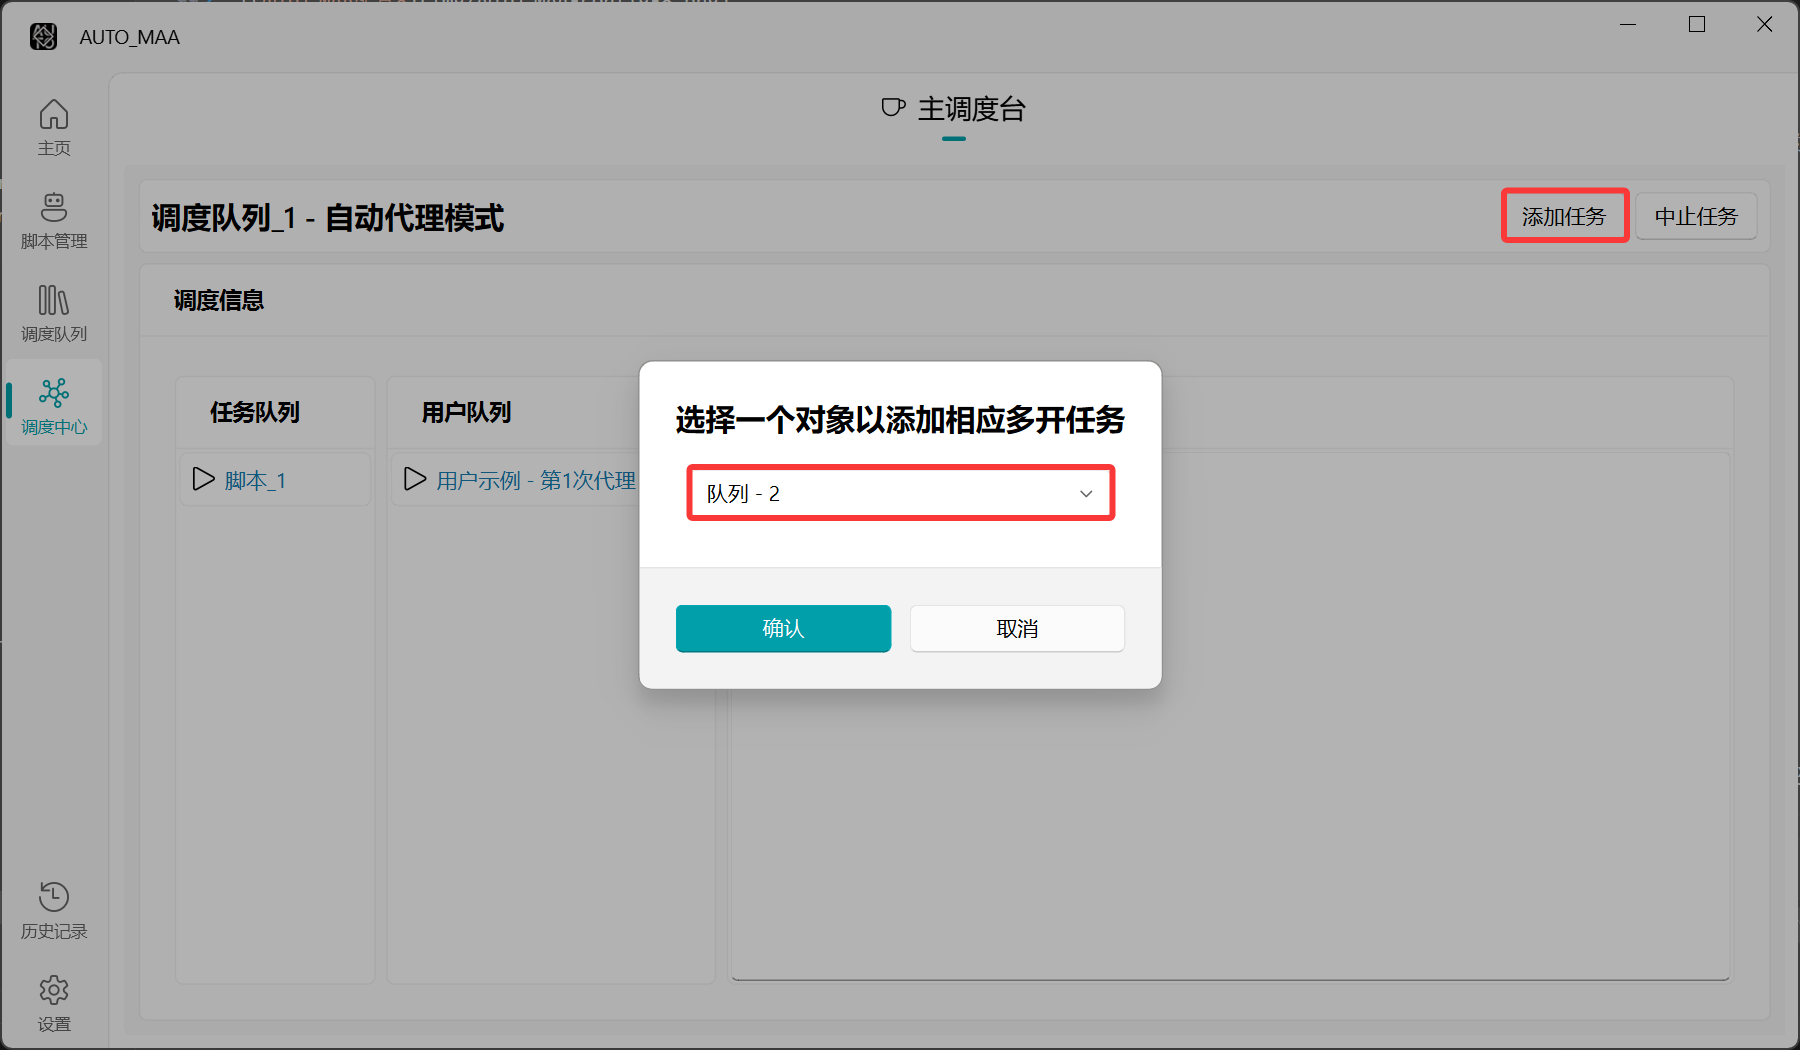 AUTO_MAA
主页
脚本管理
调度队列
调度中心
历史记录
设置
主调度台
调度队列_1 - 自动代理模式
添加任务
中止任务
调度信息
任务队列
脚本_1
用户队列
用户示例 - 第1次代理
选择一个对象以添加相应多开任务
队列 - 2
确认
取消